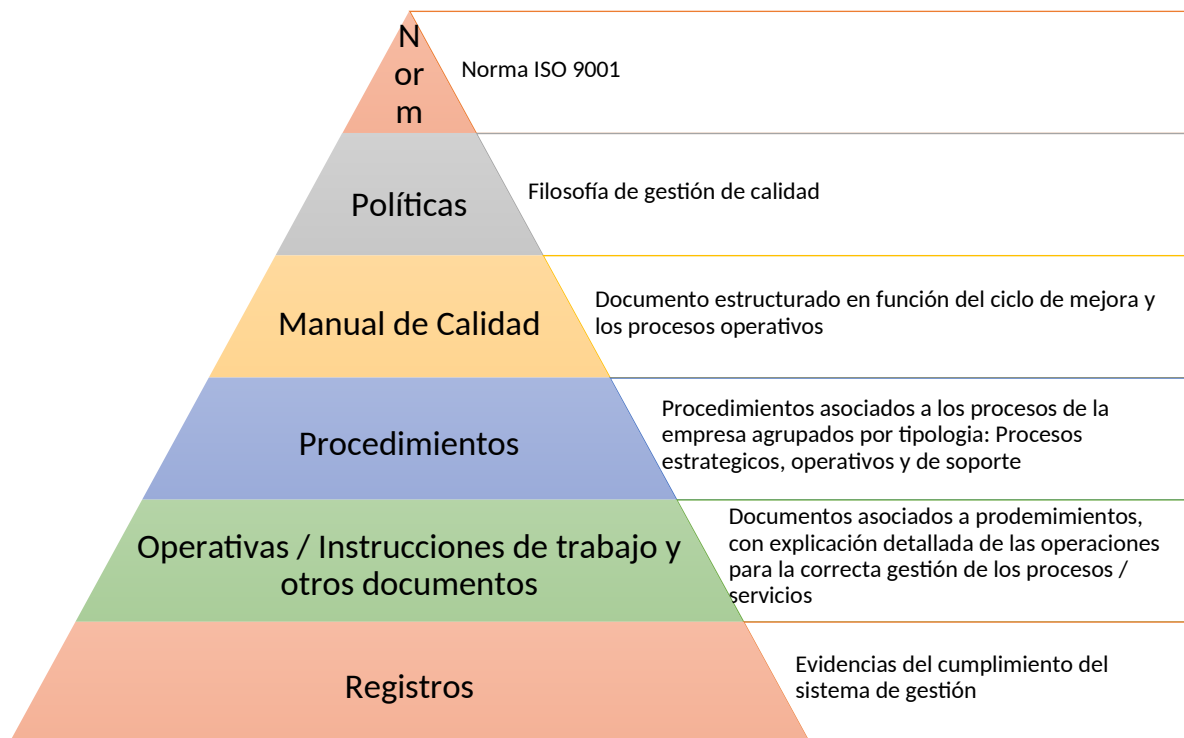 N
or
m
Norma ISO 9001
Políticas
Filosofía de gestión de calidad
Manual de Calidad
Documento estructurado en función del ciclo de mejora y
los procesos operativos
Procedimientos
Procedimientos asociados a los procesos de la
empresa agrupados por tipologia: Procesos
estrategicos, operativos y de soporte
Operativas / Instrucciones de trabajo y
otros documentos
Documentos asociados a prodemimientos,
con explicación detallada de las operaciones
para la correcta gestión de los procesos /
servicios
Registros
Evidencias del cumplimiento del
sistema de gestión